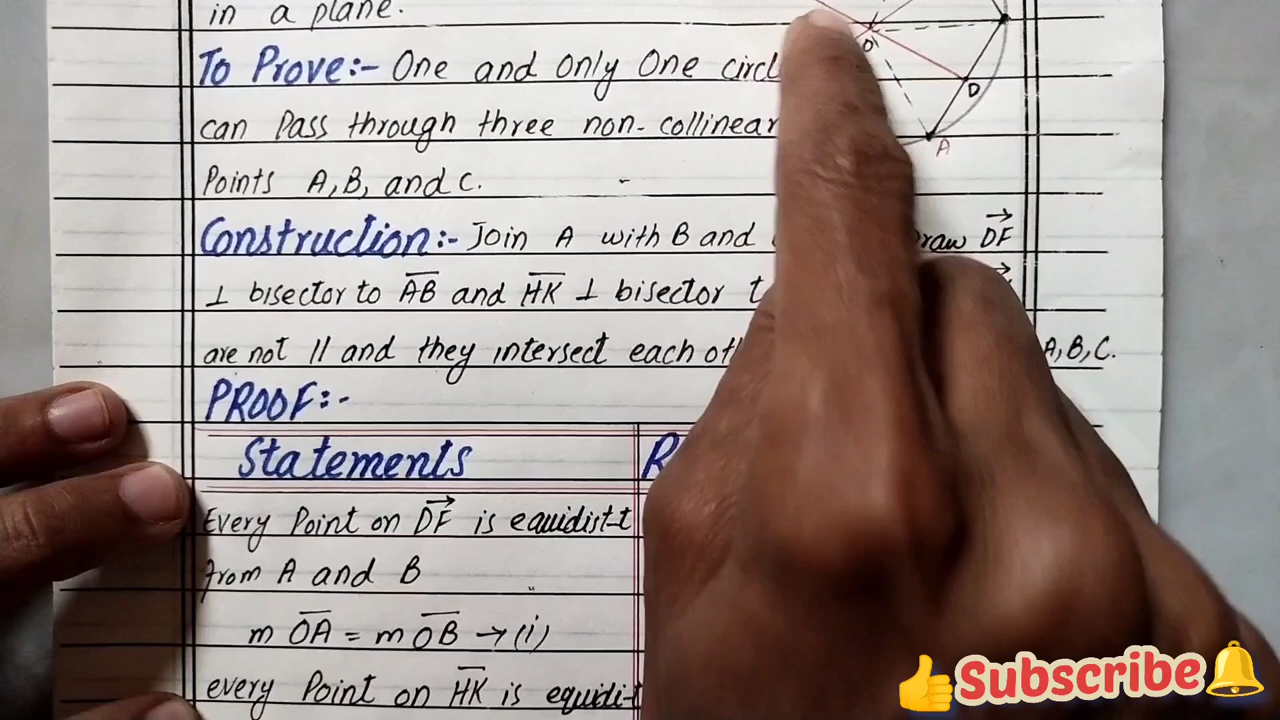 in a plane.
To Prove:- One and Only One circl
can Pass through three non-collinear
Points A, B, and C.
Construction:- Join A with B and raw DF
⊥ bisector to AB and HK ⊥ bisector t
are not || and they intersect each oth A,B,C.
PROOF:-
Statements R
Every Point on DF is equidist-t
from A and B
m OA = m OB → (i)
every Point on HK is equidi-t
O
D
A
Subscribe